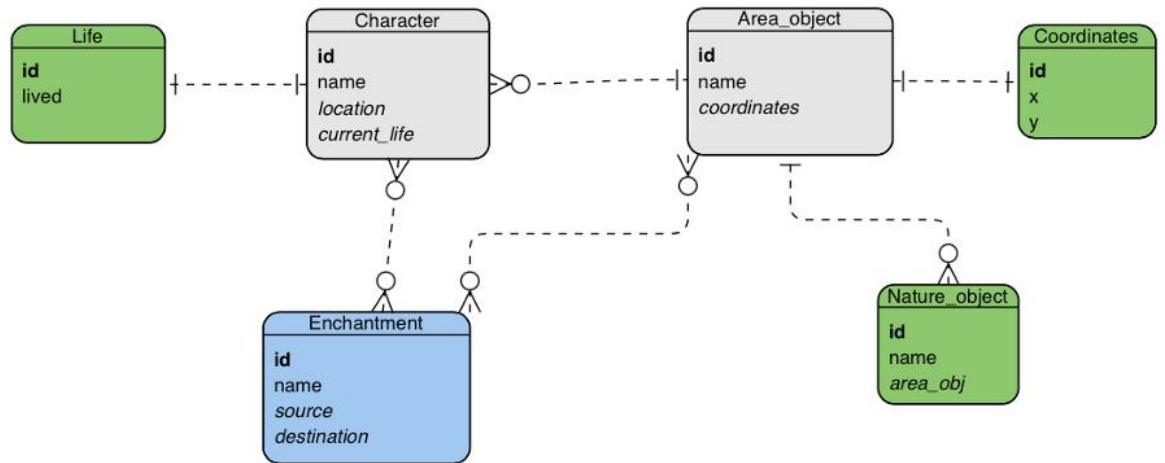 Life
id
lived
Character
id
name
location
current_life
Area_object
id
name
coordinates
Coordinates
id
x
y
Enchantment
id
name
source
destination
Nature_object
id
name
area_obj